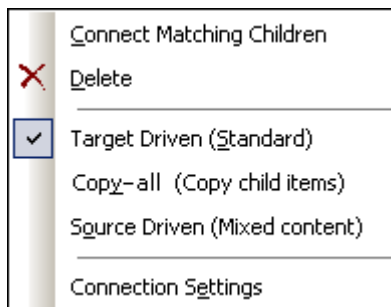 Connect Matching Children
Delete
Target Driven (Standard)
Copy-all (Copy child items)
Source Driven (Mixed content)
Connection Settings